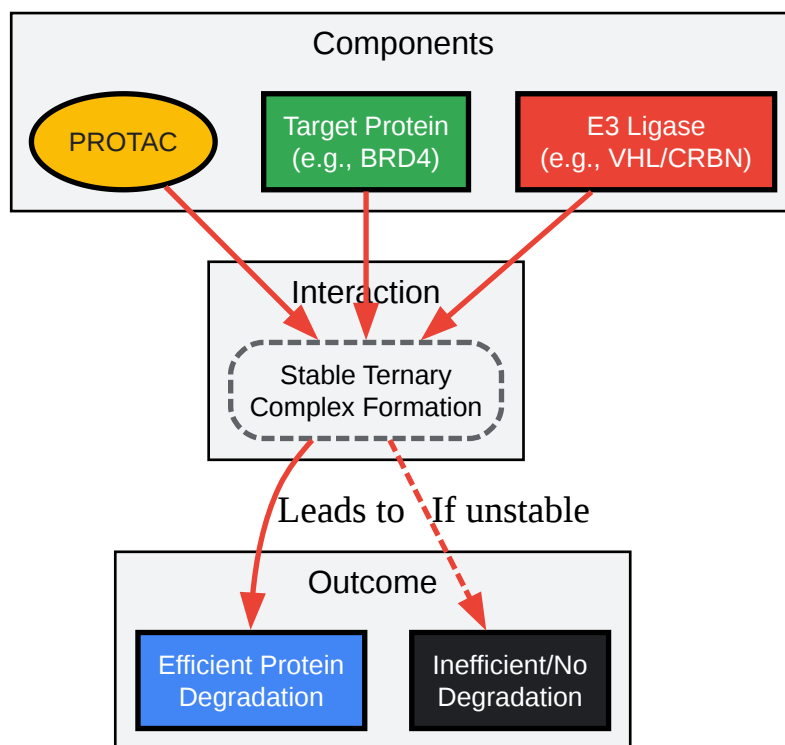 Components
PROTAC
Target Protein
(e.g., BRD4)
E3 Ligase
(e.g., VHL/CRBN)
Interaction
Stable Ternary
Complex Formation
Leads to
If unstable
Outcome
Efficient Protein
Degradation
Inefficient/No
Degradation